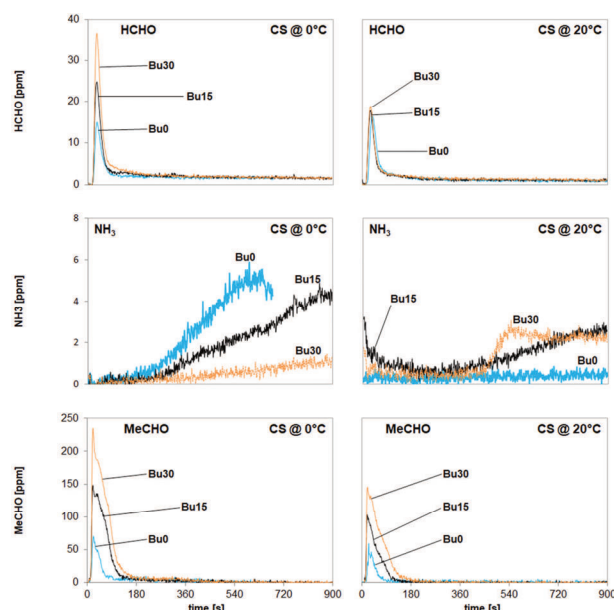 HCHO CS @ 0°C
HCHO CS @ 20°C
HCHO [ppm]
40
30
20
10
0
Bu30
Bu15
Bu0
Bu30
Bu15
Bu0
NH3 CS @ 0°C
NH3 CS @ 20°C
NH3 [ppm]
8
6
4
2
0
Bu0
Bu15
Bu30
Bu15
Bu30
Bu0
MeCHO CS @ 0°C
MeCHO CS @ 20°C
MeCHO [ppm]
250
200
150
100
50
0
Bu30
Bu15
Bu0
Bu30
Bu15
Bu0
0 180 360 540 720 900
time [s]
0 180 360 540 720 900
time [s]